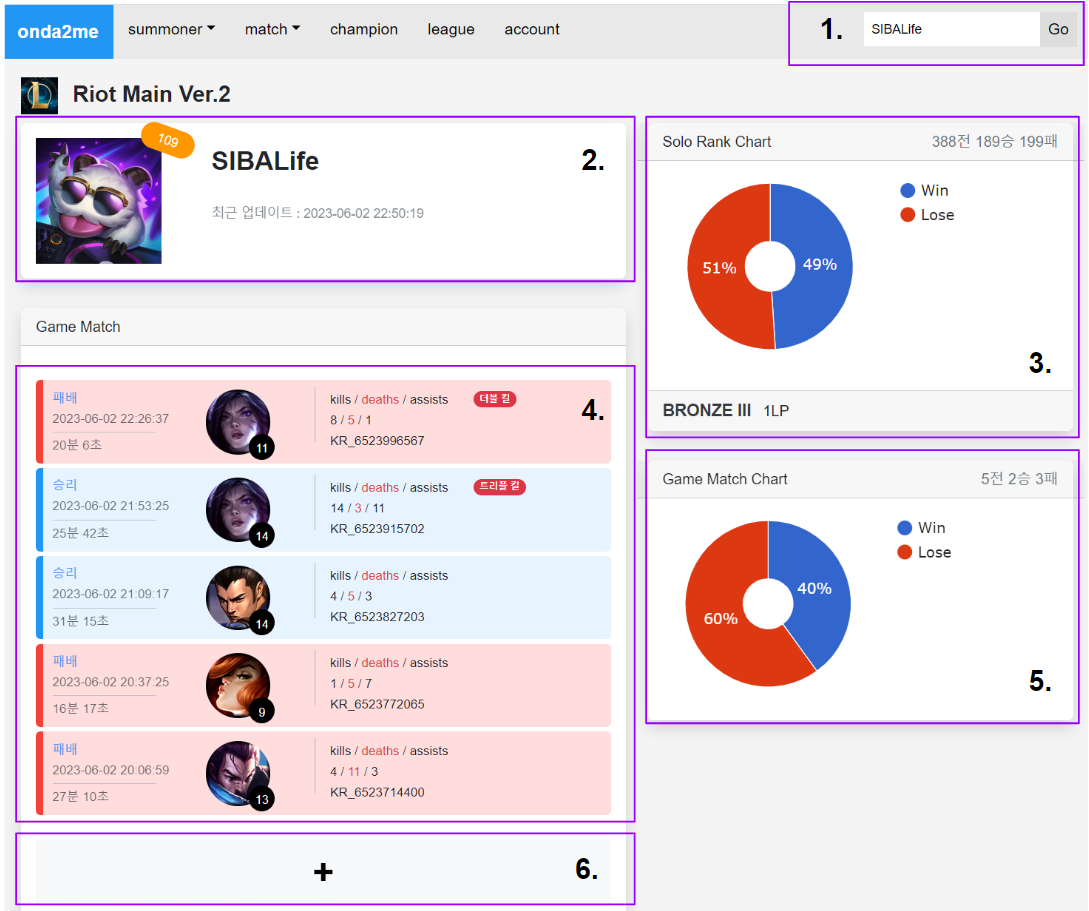 onda2me summoner match champion league account 1. SIBALife Go
Riot Main Ver.2
109
SIBALife
2.
최근 업데이트 : 2023-06-02 22:50:19
Solo Rank Chart 388전 189승 199패
Win
Lose
51% 49%
3.
BRONZE III 1LP
Game Match
4.
패배
2023-06-02 22:26:37
20분 6초
11
kills / deaths / assists 더블 킬
8 / 5 / 1
KR_6523996567
승리
2023-06-02 21:53:25
25분 42초
14
kills / deaths / assists 트리플 킬
14 / 3 / 11
KR_6523915702
승리
2023-06-02 21:09:17
31분 15초
14
kills / deaths / assists
4 / 5 / 3
KR_6523827203
패배
2023-06-02 20:37:25
16분 17초
9
kills / deaths / assists
1 / 5 / 7
KR_6523772065
패배
2023-06-02 20:06:59
27분 10초
13
kills / deaths / assists
4 / 11 / 3
KR_6523714400
Game Match Chart 5전 2승 3패
Win
Lose
40%
60%
5.
+ 6.